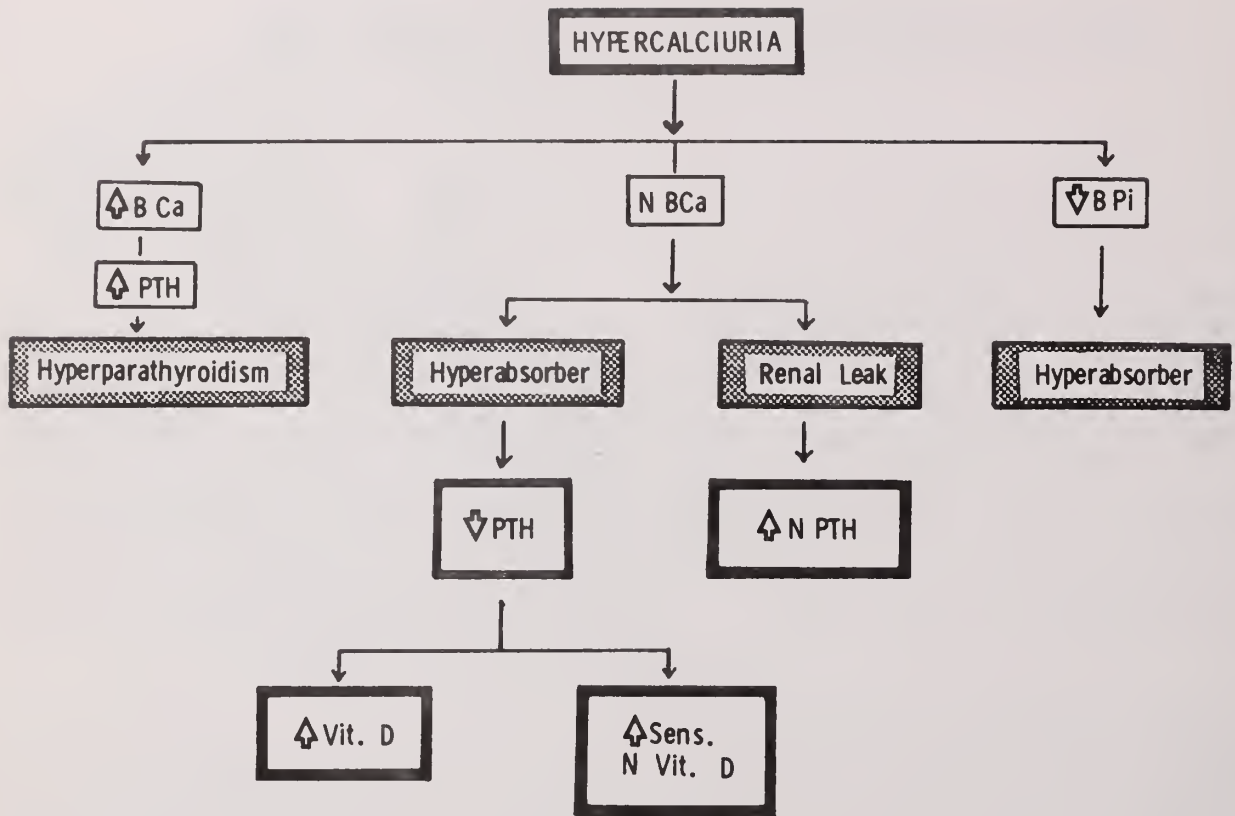 HYPERCALCIURIA
⇧ B Ca
N BCa
⇩ B Pi
⇧ PTH
Hyperparathyroidism
Hyperabsorber
Renal Leak
Hyperabsorber
⇩ PTH
⇧ N PTH
⇧ Vit. D
⇧ Sens.
N Vit. D